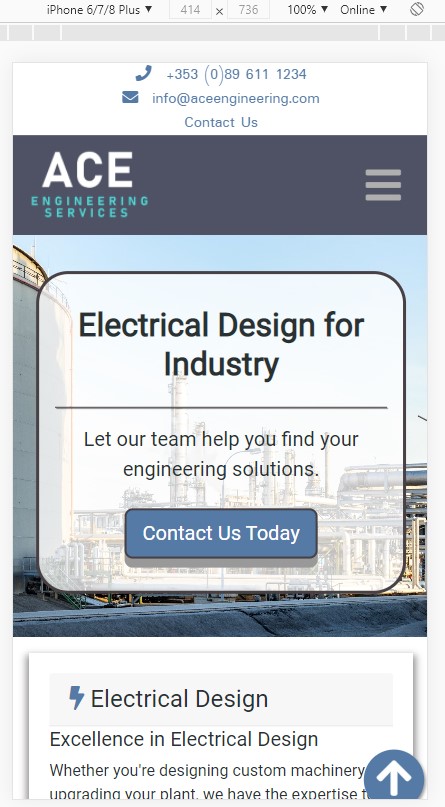 iPhone 6/7/8 Plus ▼ 414 × 736 100% ▼ Online ▼
+353 (0)89 611 1234
info@aceengineering.com
Contact Us
ACE
ENGINEERING
SERVICES
Electrical Design for
Industry
Let our team help you find your
engineering solutions.
Contact Us Today
Electrical Design
Excellence in Electrical Design
Whether you're designing custom machinery
upgrading your plant, we have the expertise